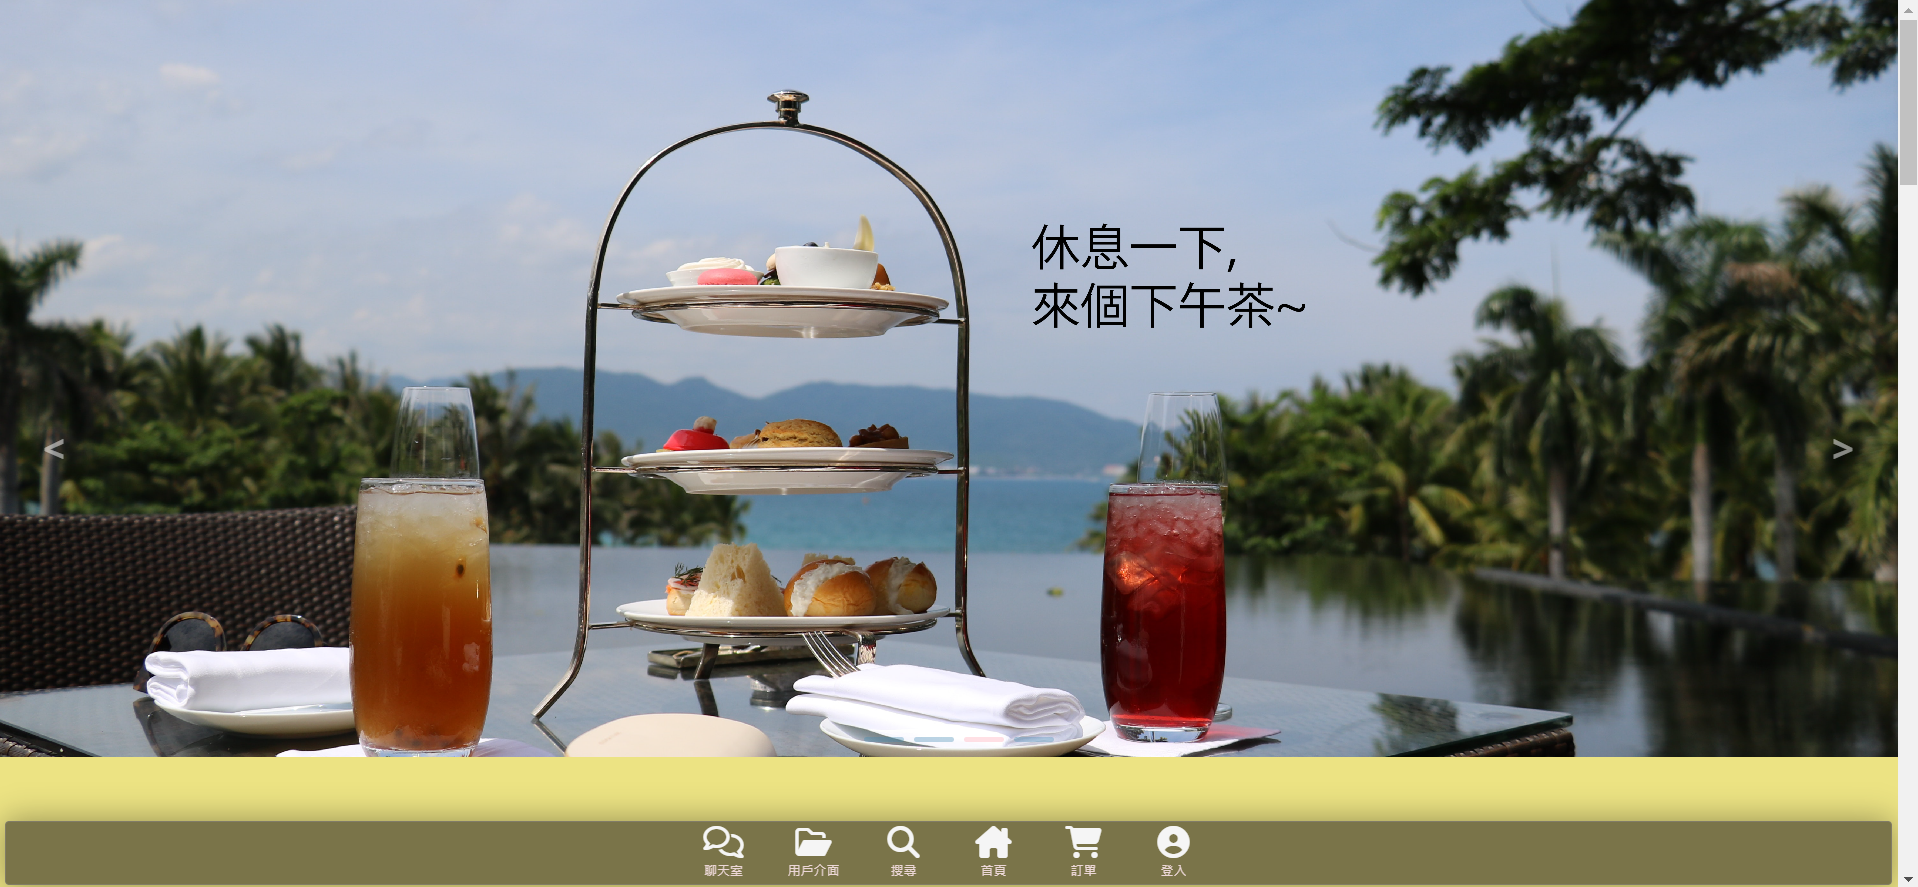 休息一下,
來個下午茶~
<
>
聊天室
用戶介面
搜尋
首頁
訂單
登入